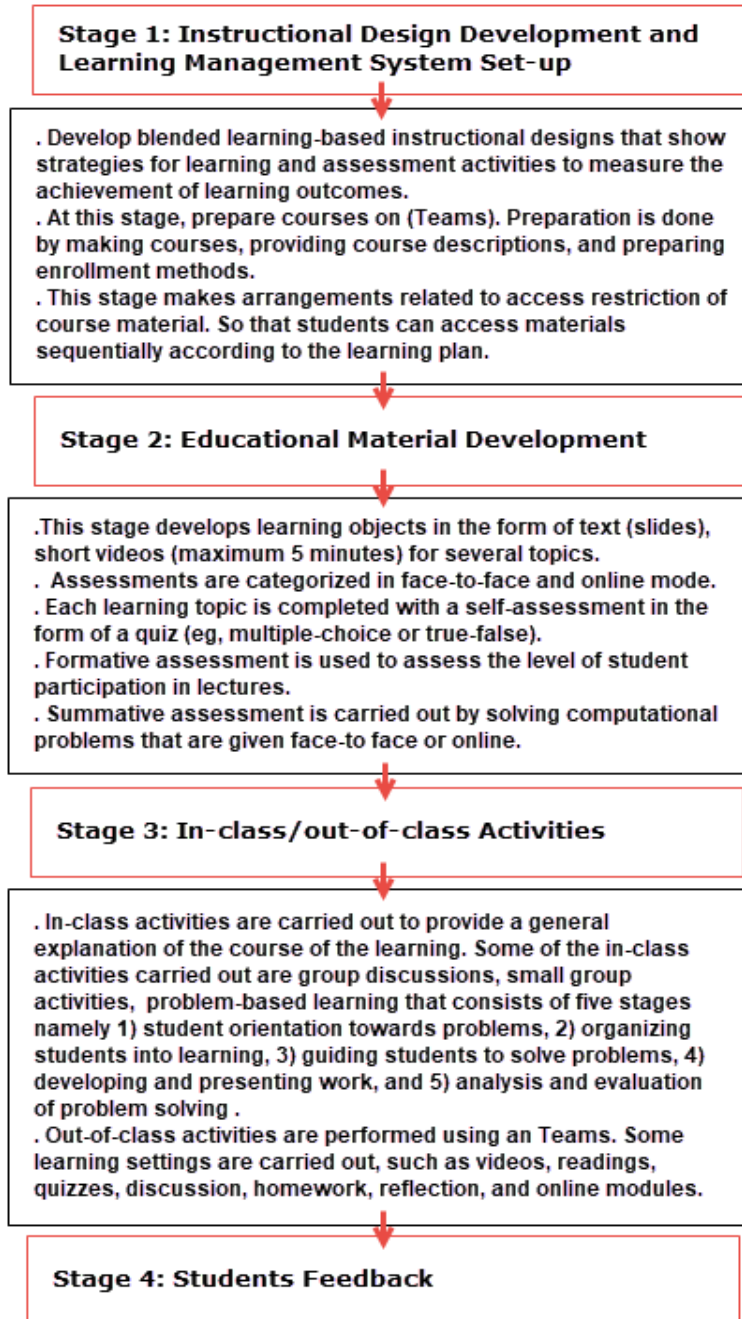 Stage 1: Instructional Design Development and
Learning Management System Set-up
. Develop blended learning-based instructional designs that show
strategies for learning and assessment activities to measure the
achievement of learning outcomes.
. At this stage, prepare courses on (Teams). Preparation is done
by making courses, providing course descriptions, and preparing
enrollment methods.
. This stage makes arrangements related to access restriction of
course material. So that students can access materials
sequentially according to the learning plan.
Stage 2: Educational Material Development
.This stage develops learning objects in the form of text (slides),
short videos (maximum 5 minutes) for several topics.
. Assessments are categorized in face-to-face and online mode.
. Each learning topic is completed with a self-assessment in the
form of a quiz (eg, multiple-choice or true-false).
. Formative assessment is used to assess the level of student
participation in lectures.
. Summative assessment is carried out by solving computational
problems that are given face-to face or online.
Stage 3: In-class/out-of-class Activities
. In-class activities are carried out to provide a general
explanation of the course of the learning. Some of the in-class
activities carried out are group discussions, small group
activities, problem-based learning that consists of five stages
namely 1) student orientation towards problems, 2) organizing
students into learning, 3) guiding students to solve problems, 4)
developing and presenting work, and 5) analysis and evaluation
of problem solving .
. Out-of-class activities are performed using an Teams. Some
learning settings are carried out, such as videos, readings,
quizzes, discussion, homework, reflection, and online modules.
Stage 4: Students Feedback